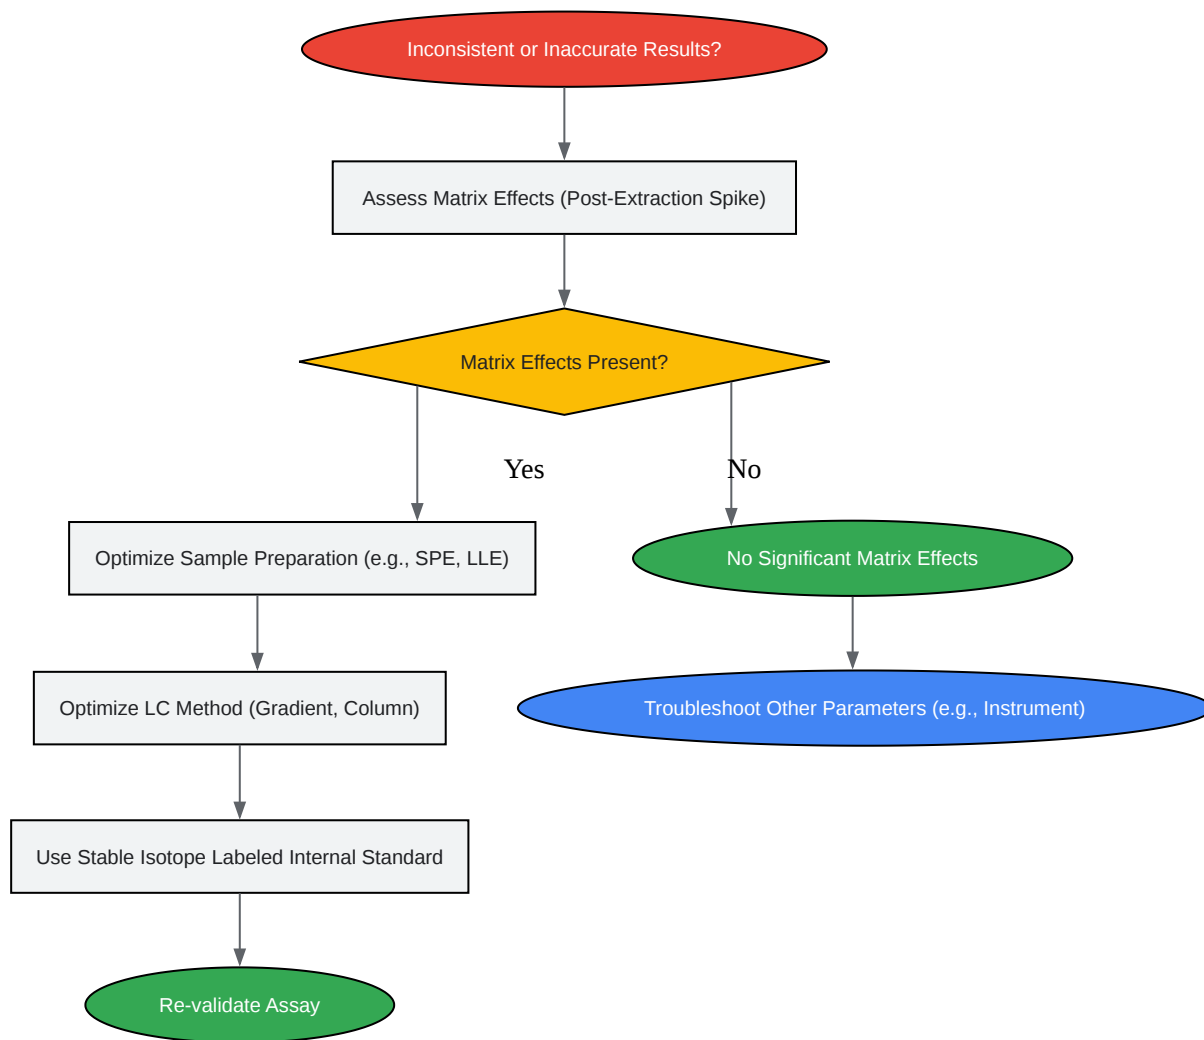 Inconsistent or Inaccurate Results?
Assess Matrix Effects (Post-Extraction Spike)
Matrix Effects Present?
Yes
No
Optimize Sample Preparation (e.g., SPE, LLE)
No Significant Matrix Effects
Optimize LC Method (Gradient, Column)
Troubleshoot Other Parameters (e.g., Instrument)
Use Stable Isotope Labeled Internal Standard
Re-validate Assay